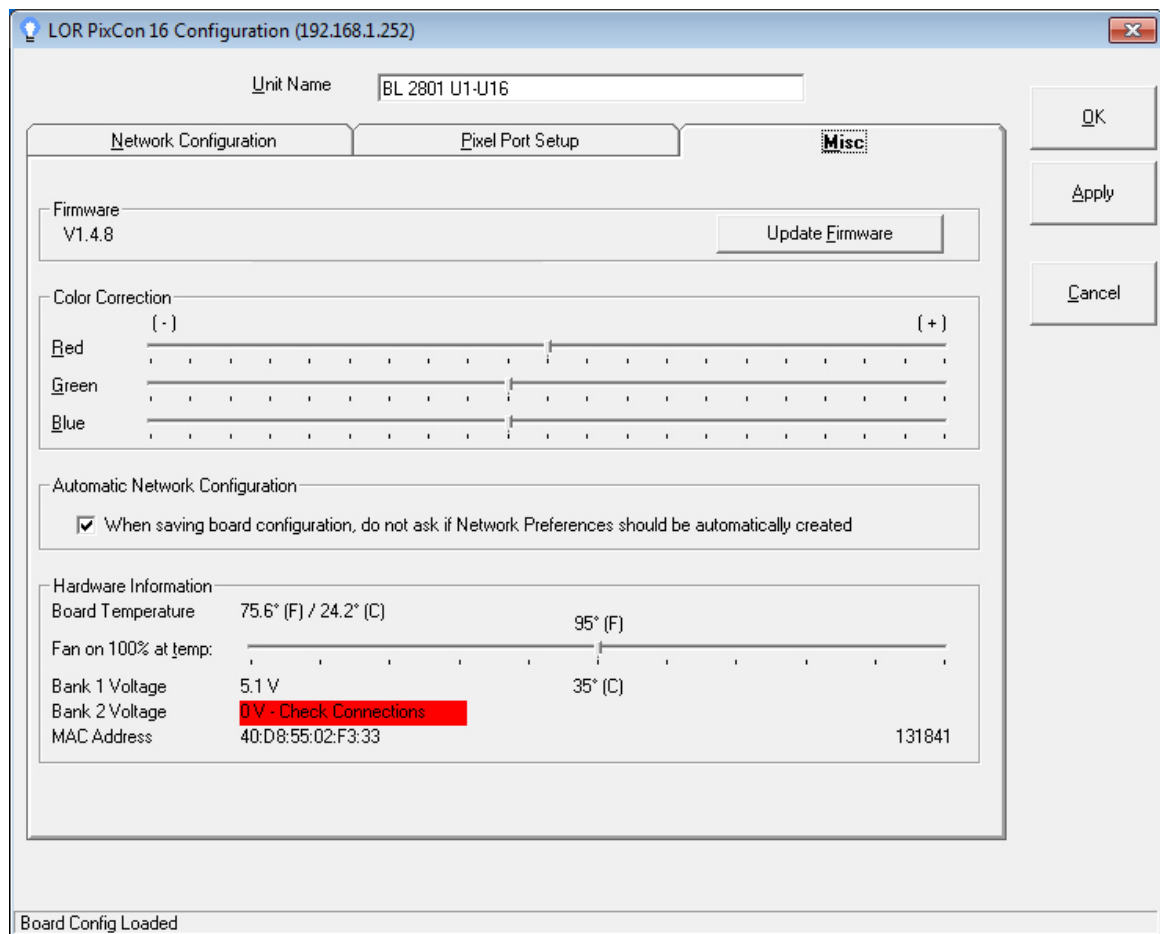 LOR PixCon 16 Configuration (192.168.1.252)
Unit Name BL 2801 U1-U16
OK
Network Configuration Pixel Port Setup Misc
Apply
Firmware
V1.4.8 Update Firmware
Cancel
Color Correction
(-) (+)
Red
Green
Blue
Automatic Network Configuration
When saving board configuration, do not ask if Network Preferences should be automatically created
Hardware Information
Board Temperature 75.6° (F) / 24.2° (C)
95° (F)
Fan on 100% at temp:
Bank 1 Voltage 5.1 V 35° (C)
Bank 2 Voltage 0 V - Check Connections
MAC Address 40:D8:55:02:F3:33 131841
Board Config Loaded